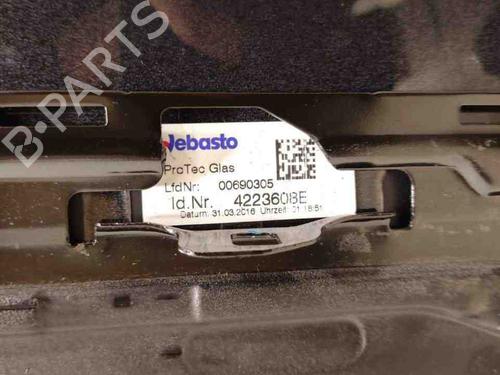 Webasto
ProTec Glas
LfdNr: 00690305
Id.Nr. 4223608E
Datum: 31.03.2016 Uhrzeit: 01:18:51
B-PARTS